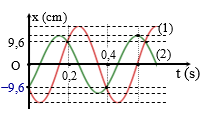 x (cm)
(1)
9,6
(2)
O
0,2
0,4
t (s)
−9,6